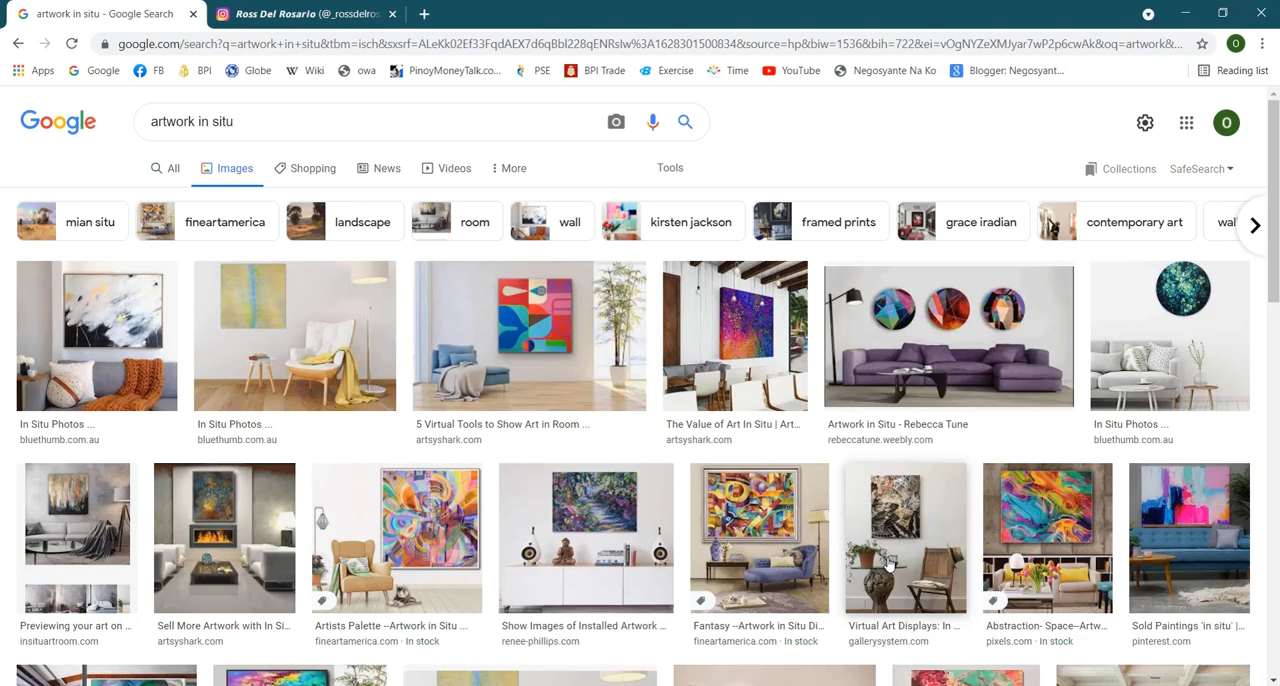 artwork in situ - Google Search
Ross Del Rosario (@_rossdelros
google.com/search?q=artwork+in+situ&tbm=isch&sxsrf=ALeKk02Ef33FqdAEX7d6qBbl228qENRslw%3A1628301500834&source=hp&biw=1536&bih=722&ei=vOgNYZeXMJyar7wP2p6cwAk&oq=artwork&...
O
Apps
Google
FB
BPI
Globe
Wiki
owa
PinoyMoneyTalk.co...
PSE
BPI Trade
Exercise
Time
YouTube
Negosyante Na Ko
Blogger: Negosyant...
Reading list
Google
artwork in situ
O
All
Images
Shopping
News
Videos
More
Tools
Collections
SafeSearch
mian situ
fineartamerica
landscape
room
wall
kirsten jackson
framed prints
grace iradian
contemporary art
wal
In Situ Photos ...
bluethumb.com.au
In Situ Photos ...
bluethumb.com.au
5 Virtual Tools to Show Art in Room ...
artsyshark.com
The Value of Art In Situ | Art...
artsyshark.com
Artwork in Situ - Rebecca Tune
rebeccatune.weebly.com
In Situ Photos ...
bluethumb.com.au
Previewing your art on ...
insituartroom.com
Sell More Artwork with In Si...
artsyshark.com
Artists Palette --Artwork in Situ ...
fineartamerica.com · In stock
Show Images of Installed Artwork ...
renee-phillips.com
Fantasy --Artwork in Situ Di...
fineartamerica.com · In stock
Virtual Art Displays: In ...
gallerysystem.com
Abstraction- Space--Artw...
pixels.com · In stock
Sold Paintings 'in situ' |...
pinterest.com